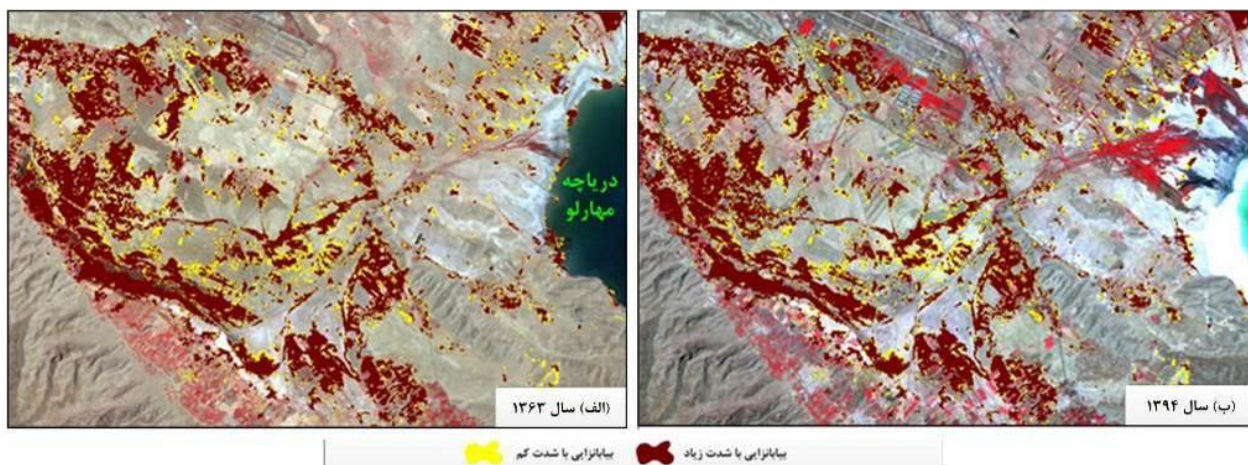 دریاچه
مهارلو
(الف) سال ۱۳۶۳
(ب) سال ۱۳۹۴
بیابانزایی با شدت زیاد
بیابانزایی با شدت کم